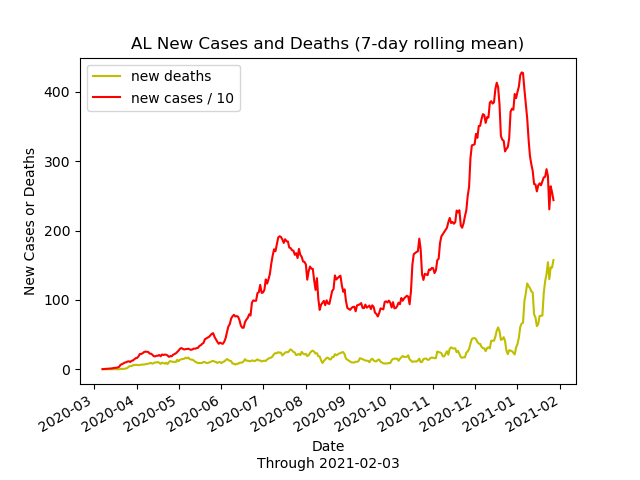 AL New Cases and Deaths (7-day rolling mean)
new deaths
new cases / 10
New Cases or Deaths
400
300
200
100
0
2020-03
2020-04
2020-05
2020-06
2020-07
2020-08
2020-09
2020-10
2020-11
2020-12
2021-01
2021-02
Date
Through 2021-02-03